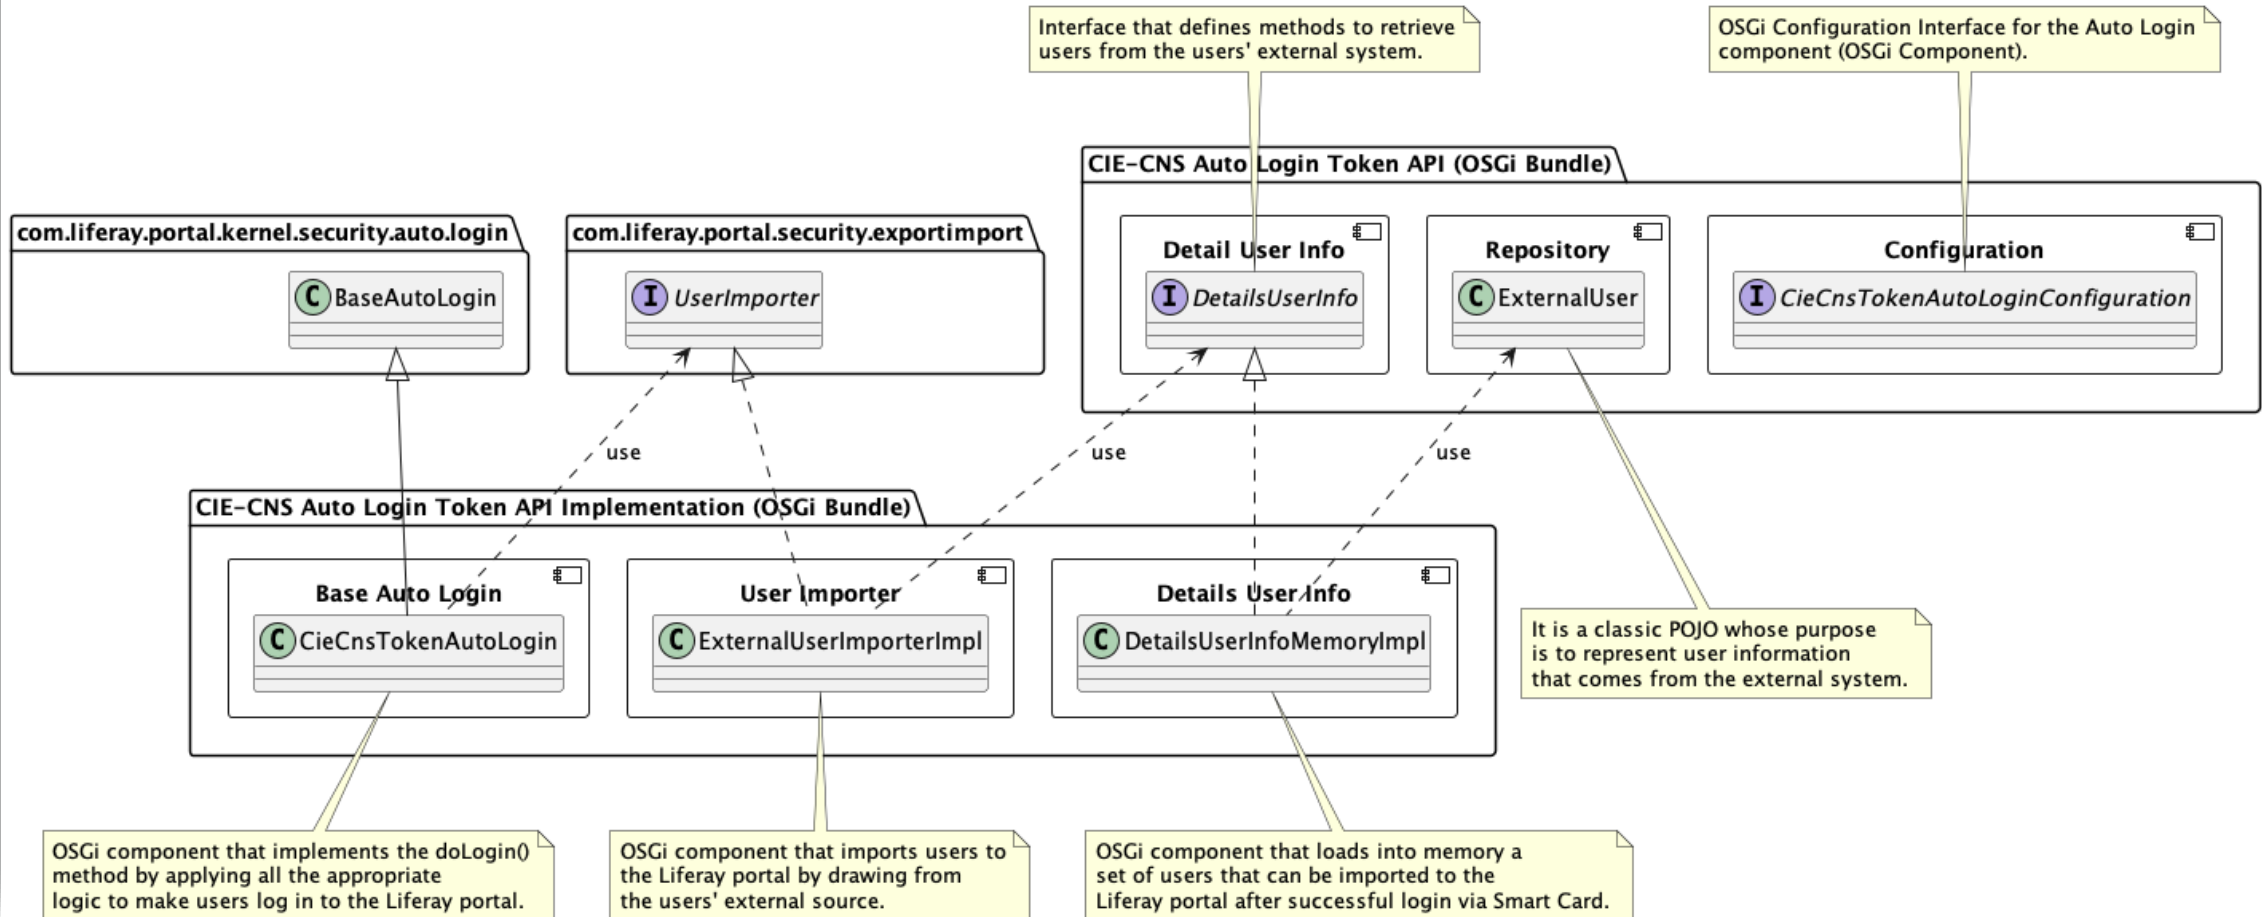 Interface that defines methods to retrieve
users from the users' external system.
OSGi Configuration Interface for the Auto Login
component (OSGi Component).
CIE-CNS Auto Login Token API (OSGi Bundle)
com.liferay.portal.kernel.security.auto.login
com.liferay.portal.security.exportimport
Detail User Info
Repository
Configuration
C BaseAutoLogin
I UserImporter
I DetailsUserInfo
C ExternalUser
I CieCnsTokenAutoLoginConfiguration
use
use
use
CIE-CNS Auto Login Token API Implementation (OSGi Bundle)
Base Auto Login
User Importer
Details User Info
C CieCnsTokenAutoLogin
C ExternalUserImporterImpl
C DetailsUserInfoMemoryImpl
It is a classic POJO whose purpose
is to represent user information
that comes from the external system.
OSGi component that implements the doLogin()
method by applying all the appropriate
logic to make users log in to the Liferay portal.
OSGi component that imports users to
the Liferay portal by drawing from
the users' external source.
OSGi component that loads into memory a
set of users that can be imported to the
Liferay portal after successful login via Smart Card.